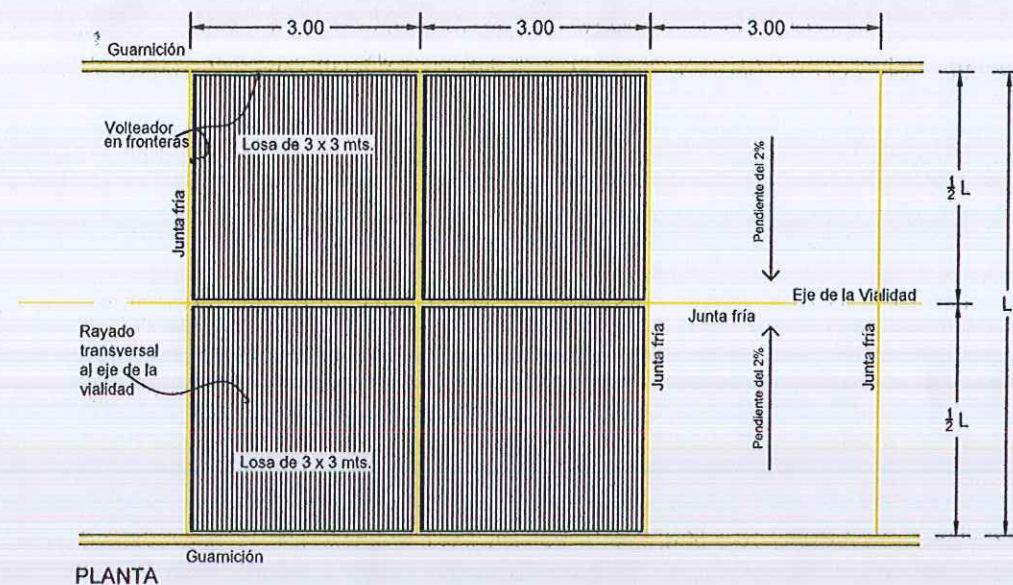 3.00
3.00
3.00
Guarnición
Volteador
en fronteras
Losa de 3 x 3 mts.
Junta fría
Pendiente del 2%
½ L
Eje de la Vialidad
L
Junta fría
Rayado
transversal
al eje de la
vialidad
Junta fría
Pendiente del 2%
Junta fría
½ L
Losa de 3 x 3 mts.
Guarnición
PLANTA